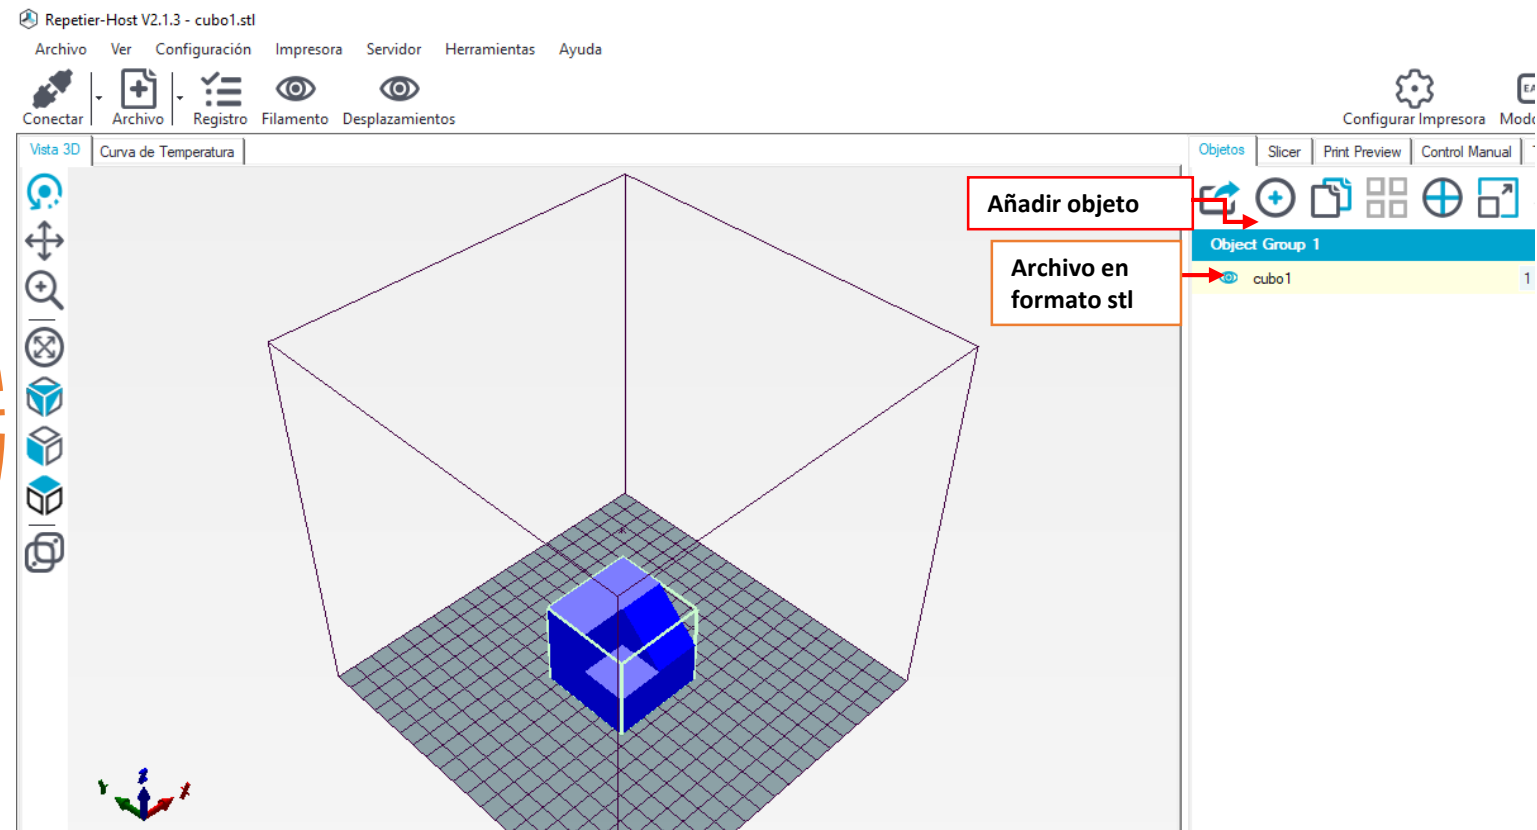 Repetier-Host V2.1.3 - cubo1.stl
Archivo Ver Configuración Impresora Servidor Herramientas Ayuda
Conectar Archivo Registro Filamento Desplazamientos Configurar Impresora
Vista 3D Curva de Temperatura Objetos Slicer Print Preview Control Manual
Añadir objeto
Object Group 1
Archivo en
formato stl
cubo1 1
Y Z X